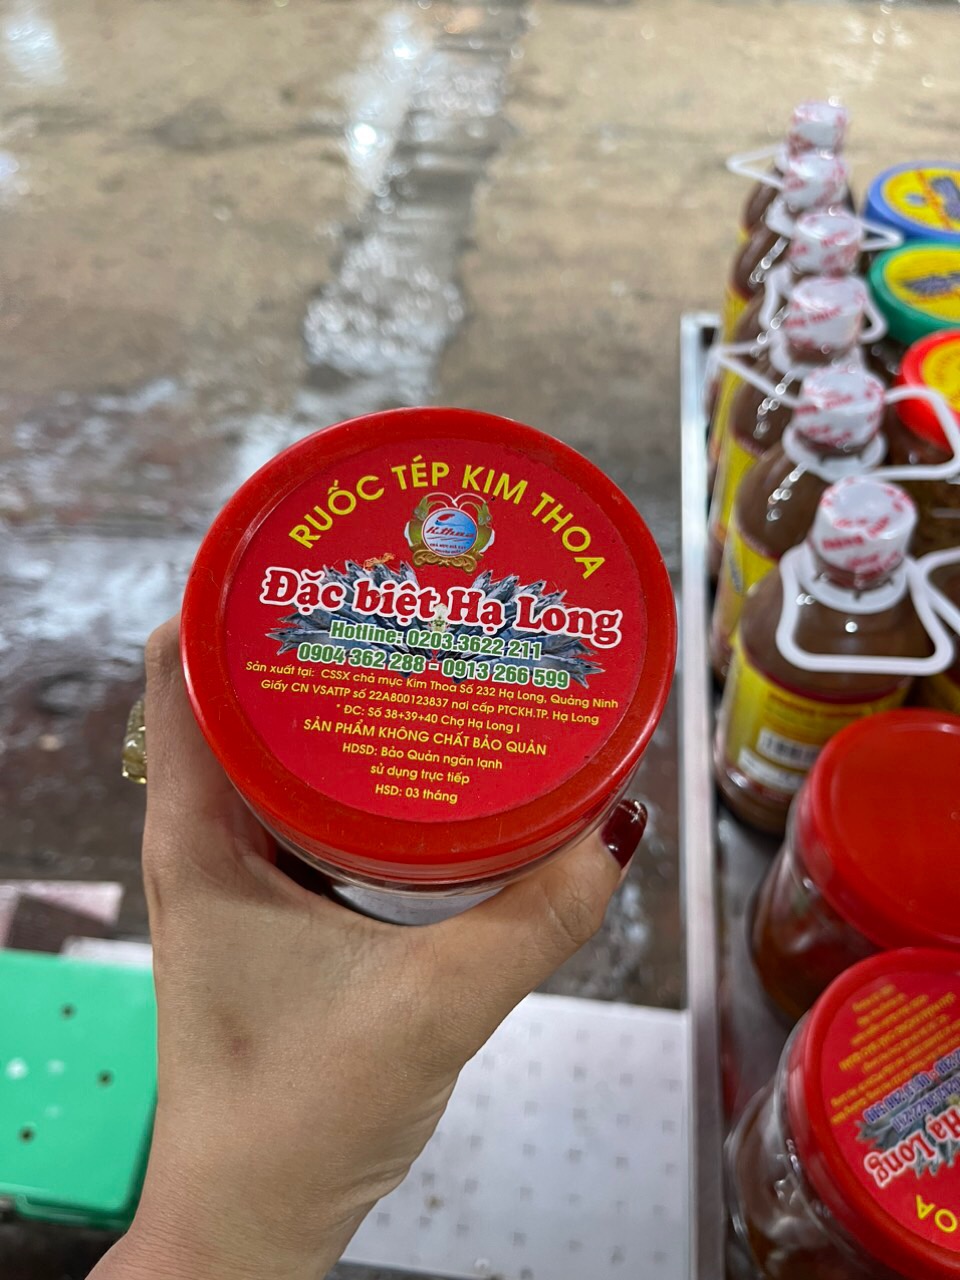 RUỐC TÉP KIM THOA
K.thoa
Đặc biệt Hạ Long
Hotline: 0203.3622 211
0904 362 288 - 0913 266 599
Sản xuất tại: CSSX chả mực Kim Thoa Số 232 Hạ Long, Quảng Ninh
Giấy CN VSATTP số 22A800123837 nơi cấp PTCKH.TP. Hạ Long
* ĐC: Số 38+39+40 Chợ Hạ Long I
SẢN PHẨM KHÔNG CHẤT BẢO QUẢN
HDSD: Bảo Quản ngăn lạnh
sử dụng trực tiếp
HSD: 03 tháng
Hạ Long
OA